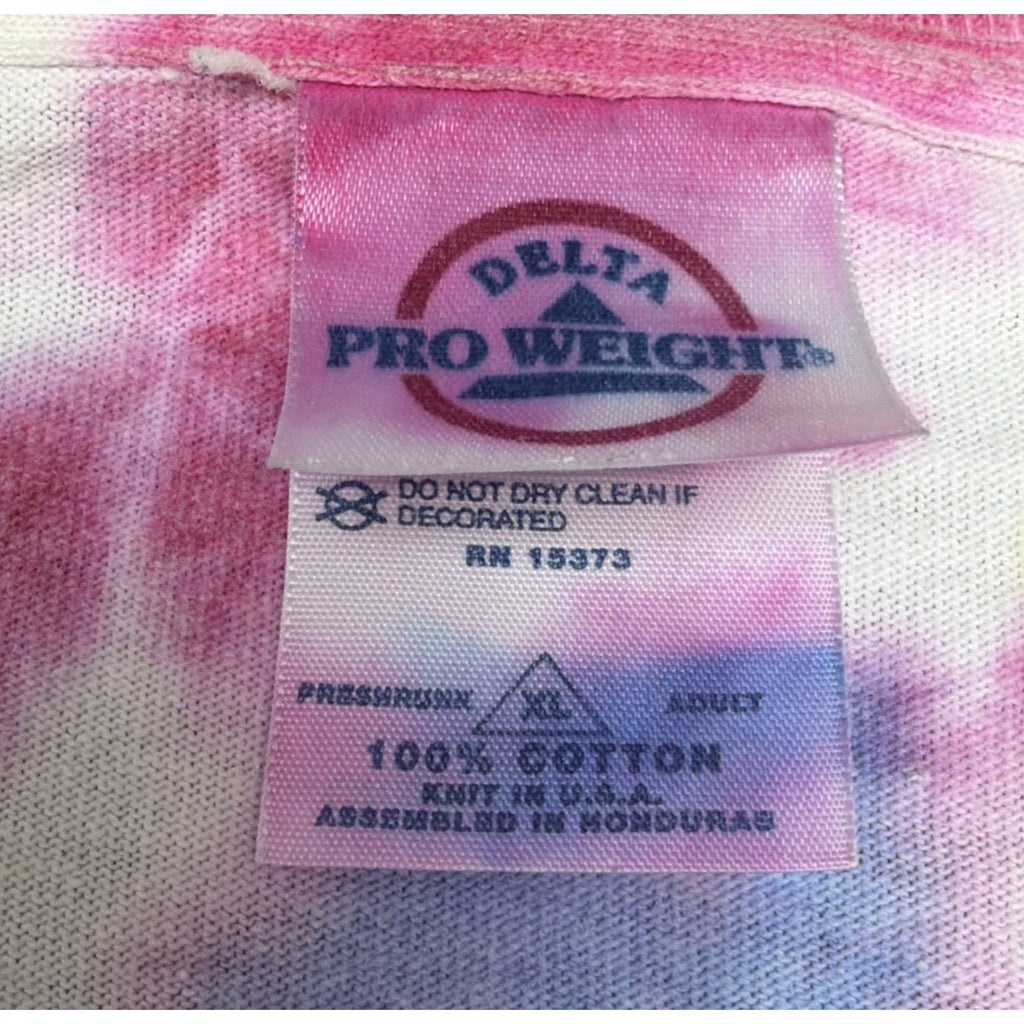 DELTA
PRO WEIGHT®
DO NOT DRY CLEAN IF
DECORATED
RN 15373
PRESHRUNK XL ADULT
100% COTTON
KNIT IN U.S.A.
ASSEMBLED IN HONDURAS